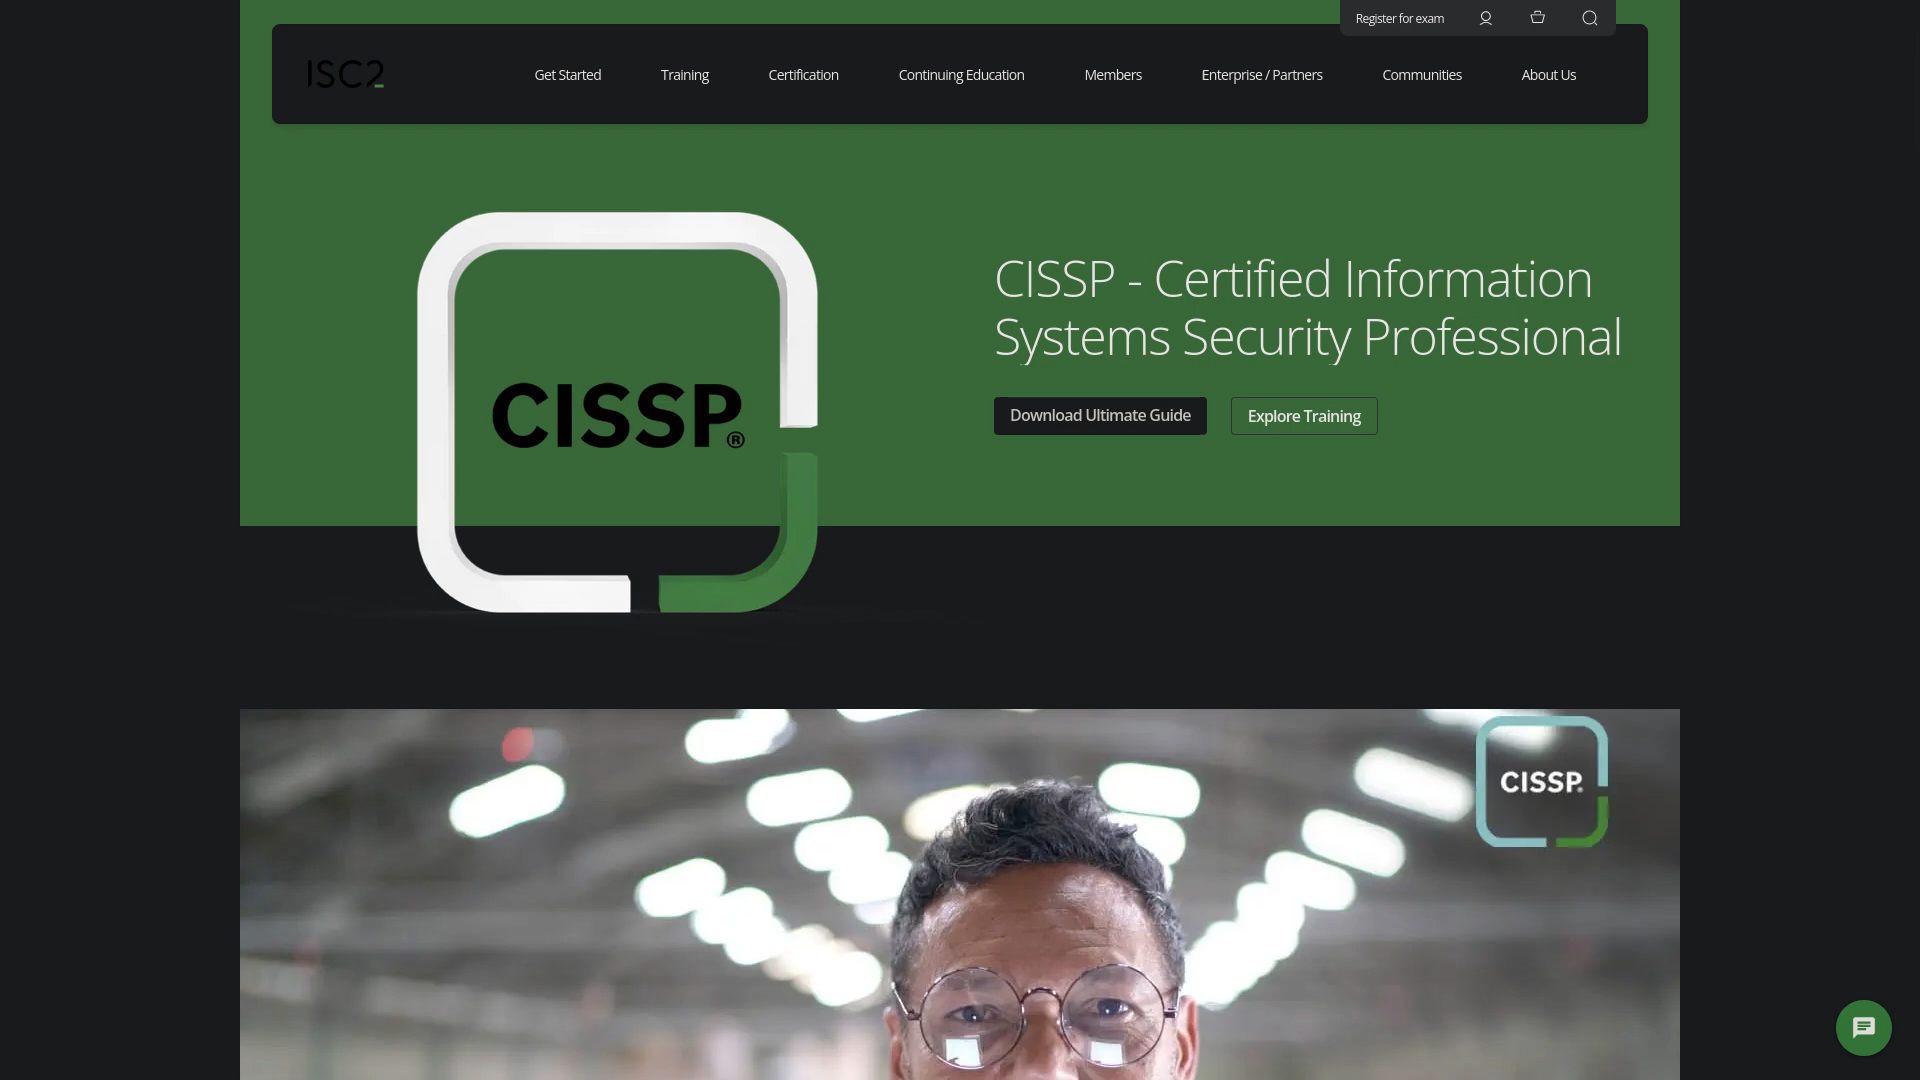 Register for exam
ISC2
Get Started
Training
Certification
Continuing Education
Members
Enterprise / Partners
Communities
About Us
CISSP®
CISSP - Certified Information
Systems Security Professional
Download Ultimate Guide
Explore Training
CISSP®